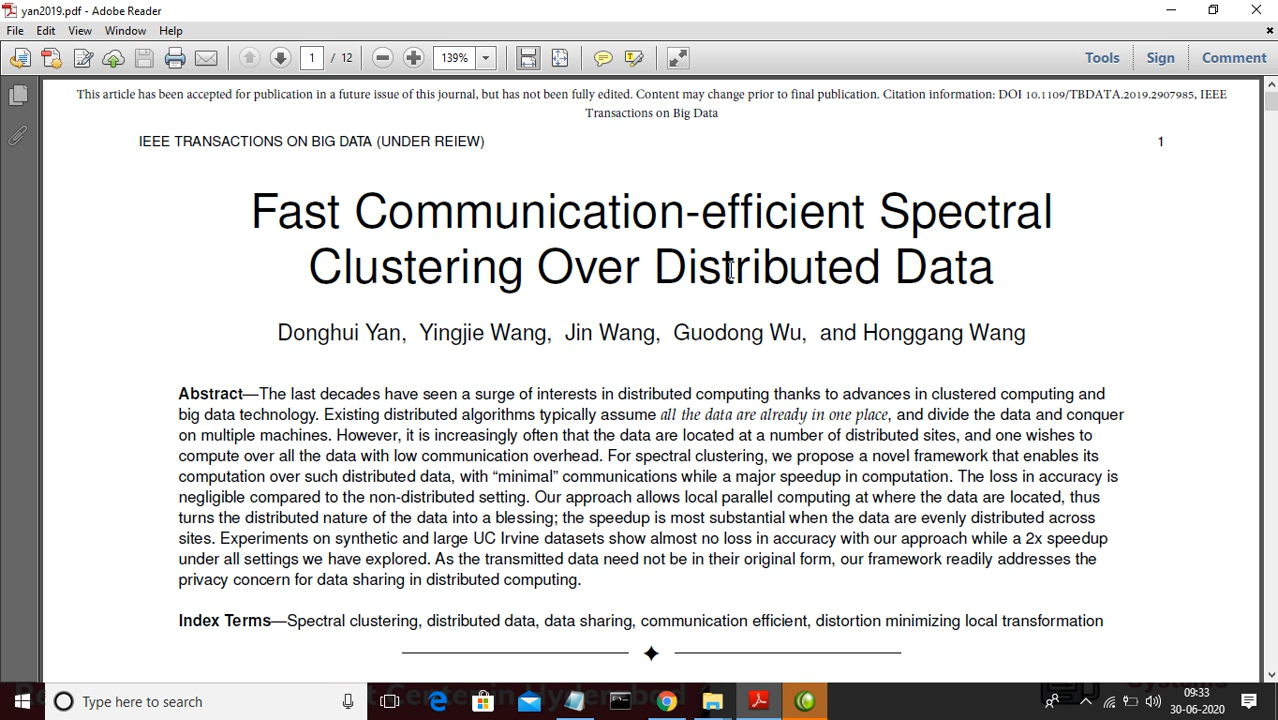 yan2019.pdf - Adobe Reader
File Edit View Window Help
1 / 12 139% Tools Sign Comment
This article has been accepted for publication in a future issue of this journal, but has not been fully edited. Content may change prior to final publication. Citation information: DOI 10.1109/TBDATA.2019.2907985, IEEE
Transactions on Big Data
IEEE TRANSACTIONS ON BIG DATA (UNDER REIEW) 1
Fast Communication-efficient Spectral
Clustering Over Distributed Data
Donghui Yan, Yingjie Wang, Jin Wang, Guodong Wu, and Honggang Wang
Abstract—The last decades have seen a surge of interests in distributed computing thanks to advances in clustered computing and
big data technology. Existing distributed algorithms typically assume all the data are already in one place, and divide the data and conquer
on multiple machines. However, it is increasingly often that the data are located at a number of distributed sites, and one wishes to
compute over all the data with low communication overhead. For spectral clustering, we propose a novel framework that enables its
computation over such distributed data, with “minimal” communications while a major speedup in computation. The loss in accuracy is
negligible compared to the non-distributed setting. Our approach allows local parallel computing at where the data are located, thus
turns the distributed nature of the data into a blessing; the speedup is most substantial when the data are evenly distributed across
sites. Experiments on synthetic and large UC Irvine datasets show almost no loss in accuracy with our approach while a 2x speedup
under all settings we have explored. As the transmitted data need not be in their original form, our framework readily addresses the
privacy concern for data sharing in distributed computing.
Index Terms—Spectral clustering, distributed data, data sharing, communication efficient, distortion minimizing local transformation
Type here to search
09:33
30-06-2020